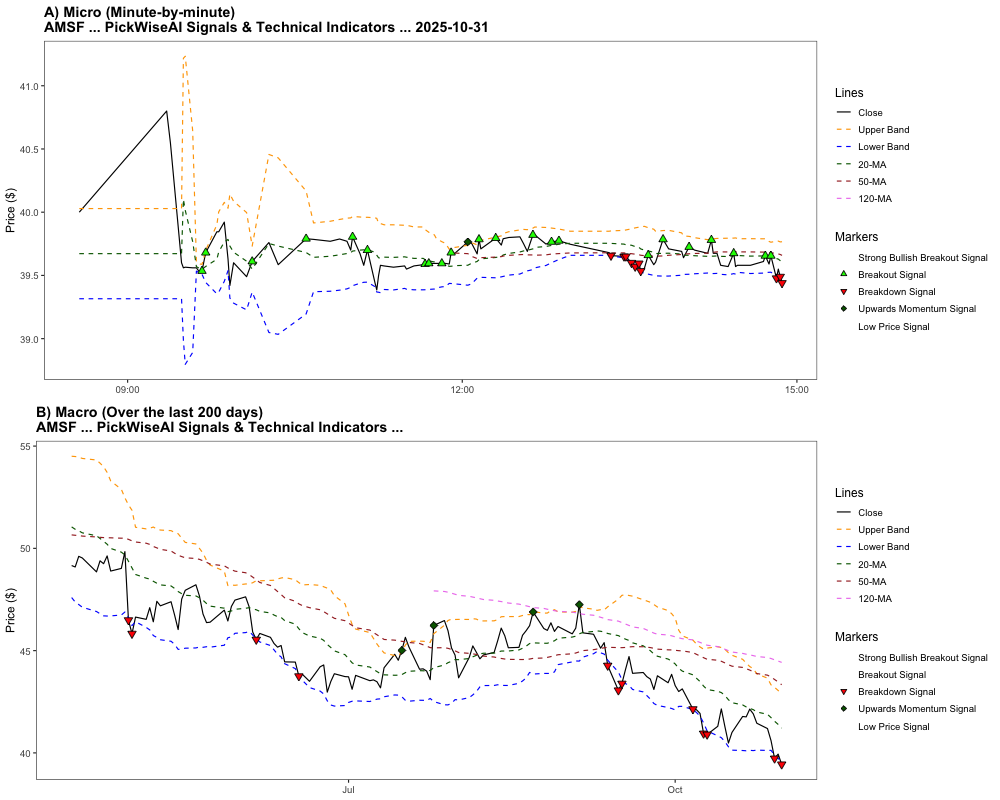 A) Micro (Minute-by-minute)
AMSF ... PickWiseAI Signals & Technical Indicators ... 2025-10-31
Price ($)
41.0
40.5
40.0
39.5
39.0
09:00
12:00
15:00
Lines
Close
Upper Band
Lower Band
20-MA
50-MA
120-MA
Markers
Strong Bullish Breakout Signal
Breakout Signal
Breakdown Signal
Upwards Momentum Signal
Low Price Signal
B) Macro (Over the last 200 days)
AMSF ... PickWiseAI Signals & Technical Indicators ...
Price ($)
55
50
45
40
Jul
Oct
Lines
Close
Upper Band
Lower Band
20-MA
50-MA
120-MA
Markers
Strong Bullish Breakout Signal
Breakout Signal
Breakdown Signal
Upwards Momentum Signal
Low Price Signal